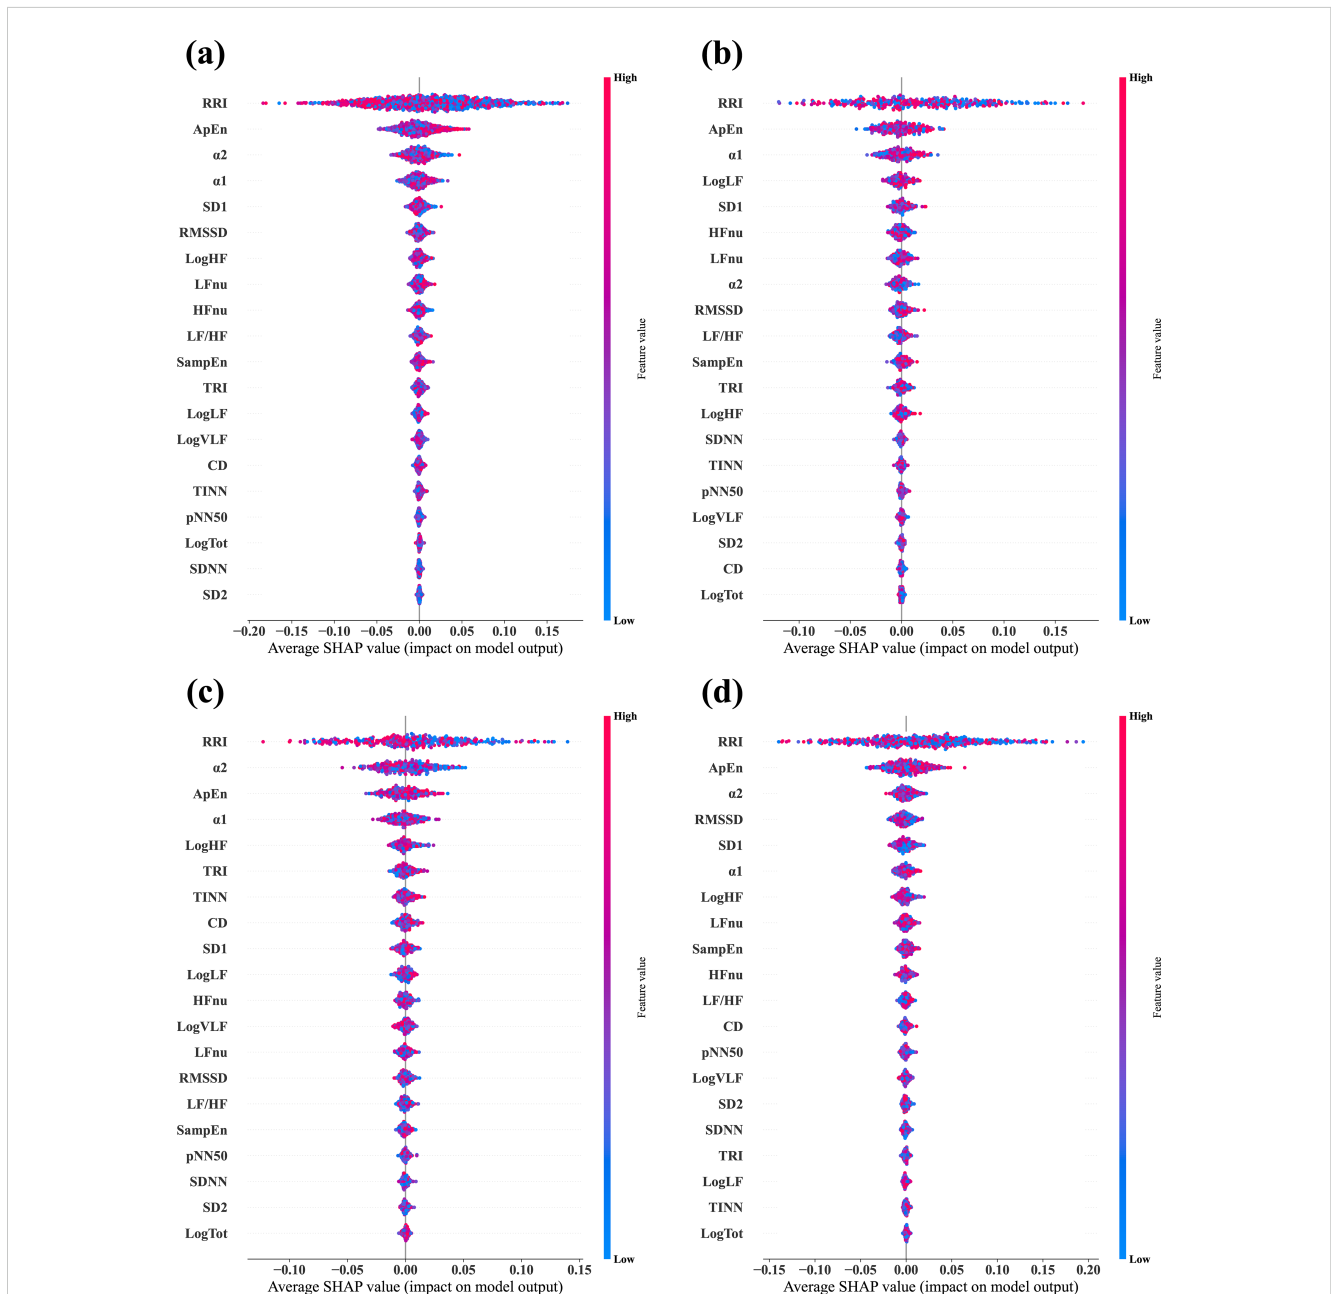 (a)
High
RRI
ApEn
α2
α1
SD1
RMSSD
LogHF
LFnu
HFnu
LF/HF
SampEn
TRI
LogLF
LogVLF
CD
TINN
pNN50
LogTot
SDNN
SD2
Feature value
Low
−0.20 −0.15 −0.10 −0.05 0.00 0.05 0.10 0.15
Average SHAP value (impact on model output)
(b)
High
RRI
ApEn
α1
LogLF
SD1
HFnu
LFnu
α2
RMSSD
LF/HF
SampEn
TRI
LogHF
SDNN
TINN
pNN50
LogVLF
SD2
CD
LogTot
Feature value
Low
−0.10 −0.05 0.00 0.05 0.10 0.15
Average SHAP value (impact on model output)
(c)
High
RRI
α2
ApEn
α1
LogHF
TRI
TINN
CD
SD1
LogLF
HFnu
LogVLF
LFnu
RMSSD
LF/HF
SampEn
pNN50
SDNN
SD2
LogTot
Feature value
Low
−0.10 −0.05 0.00 0.05 0.10 0.15
Average SHAP value (impact on model output)
(d)
High
RRI
ApEn
α2
RMSSD
SD1
α1
LogHF
LFnu
SampEn
HFnu
LF/HF
CD
pNN50
LogVLF
SD2
SDNN
TRI
LogLF
TINN
LogTot
Feature value
Low
−0.15 −0.10 −0.05 0.00 0.05 0.10 0.15 0.20
Average SHAP value (impact on model output)